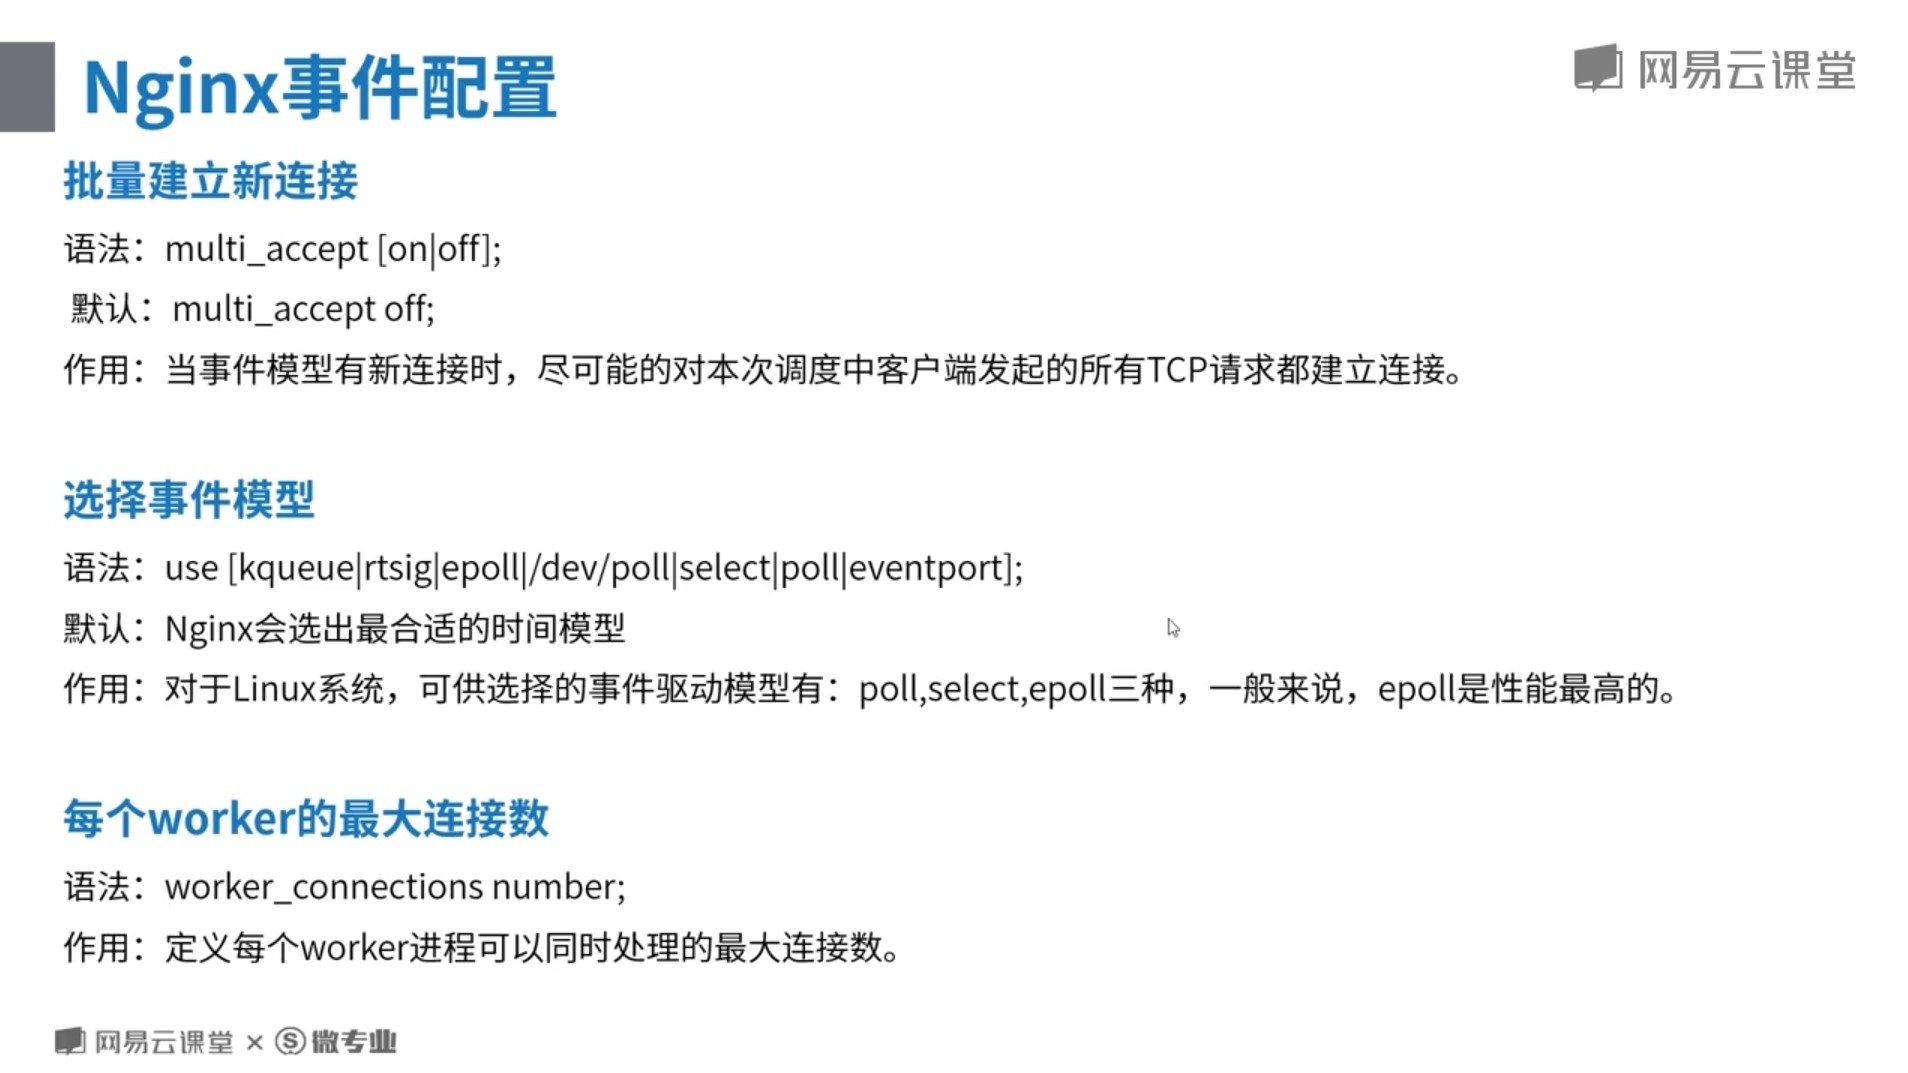 Nginx事件配置
网易云课堂
批量建立新连接
语法：multi_accept [on|off];
默认：multi_accept off;
作用：当事件模型有新连接时，尽可能的对本次调度中客户端发起的所有TCP请求都建立连接。
选择事件模型
语法：use [kqueue|rtsig|epoll|/dev/poll|select|poll|eventport];
默认：Nginx会选出最合适的时间模型
作用：对于Linux系统，可供选择的事件驱动模型有：poll,select,epoll三种，一般来说，epoll是性能最高的。
每个worker的最大连接数
语法：worker_connections number;
作用：定义每个worker进程可以同时处理的最大连接数。
网易云课堂 × Ⓢ微专业